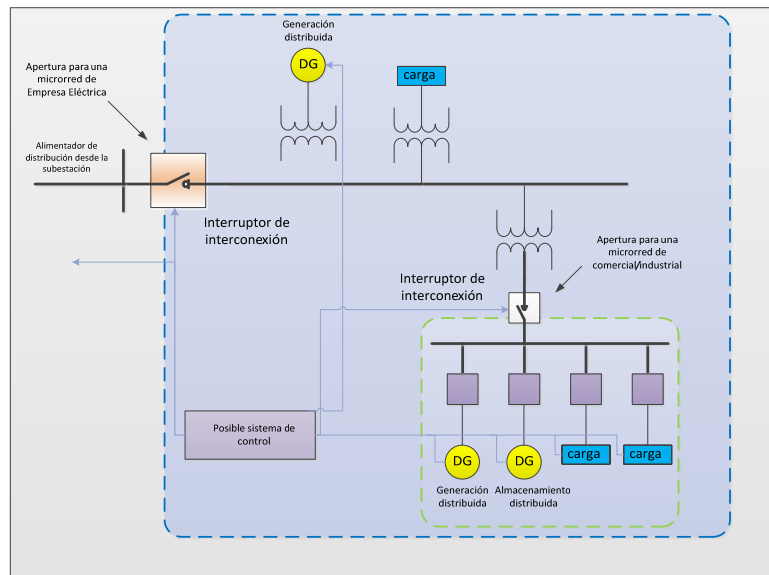 Generación
distribuida
DG
carga
Apertura para una
microrred de
Empresa Eléctrica
Alimentador de
distribución desde la
subestación
Interruptor de
interconexión
Apertura para una
microrred de
comercial/industrial
Interruptor de
interconexión
Posible sistema de
control
DG
DG
carga
carga
Generación
distribuida
Almacenamiento
distribuida